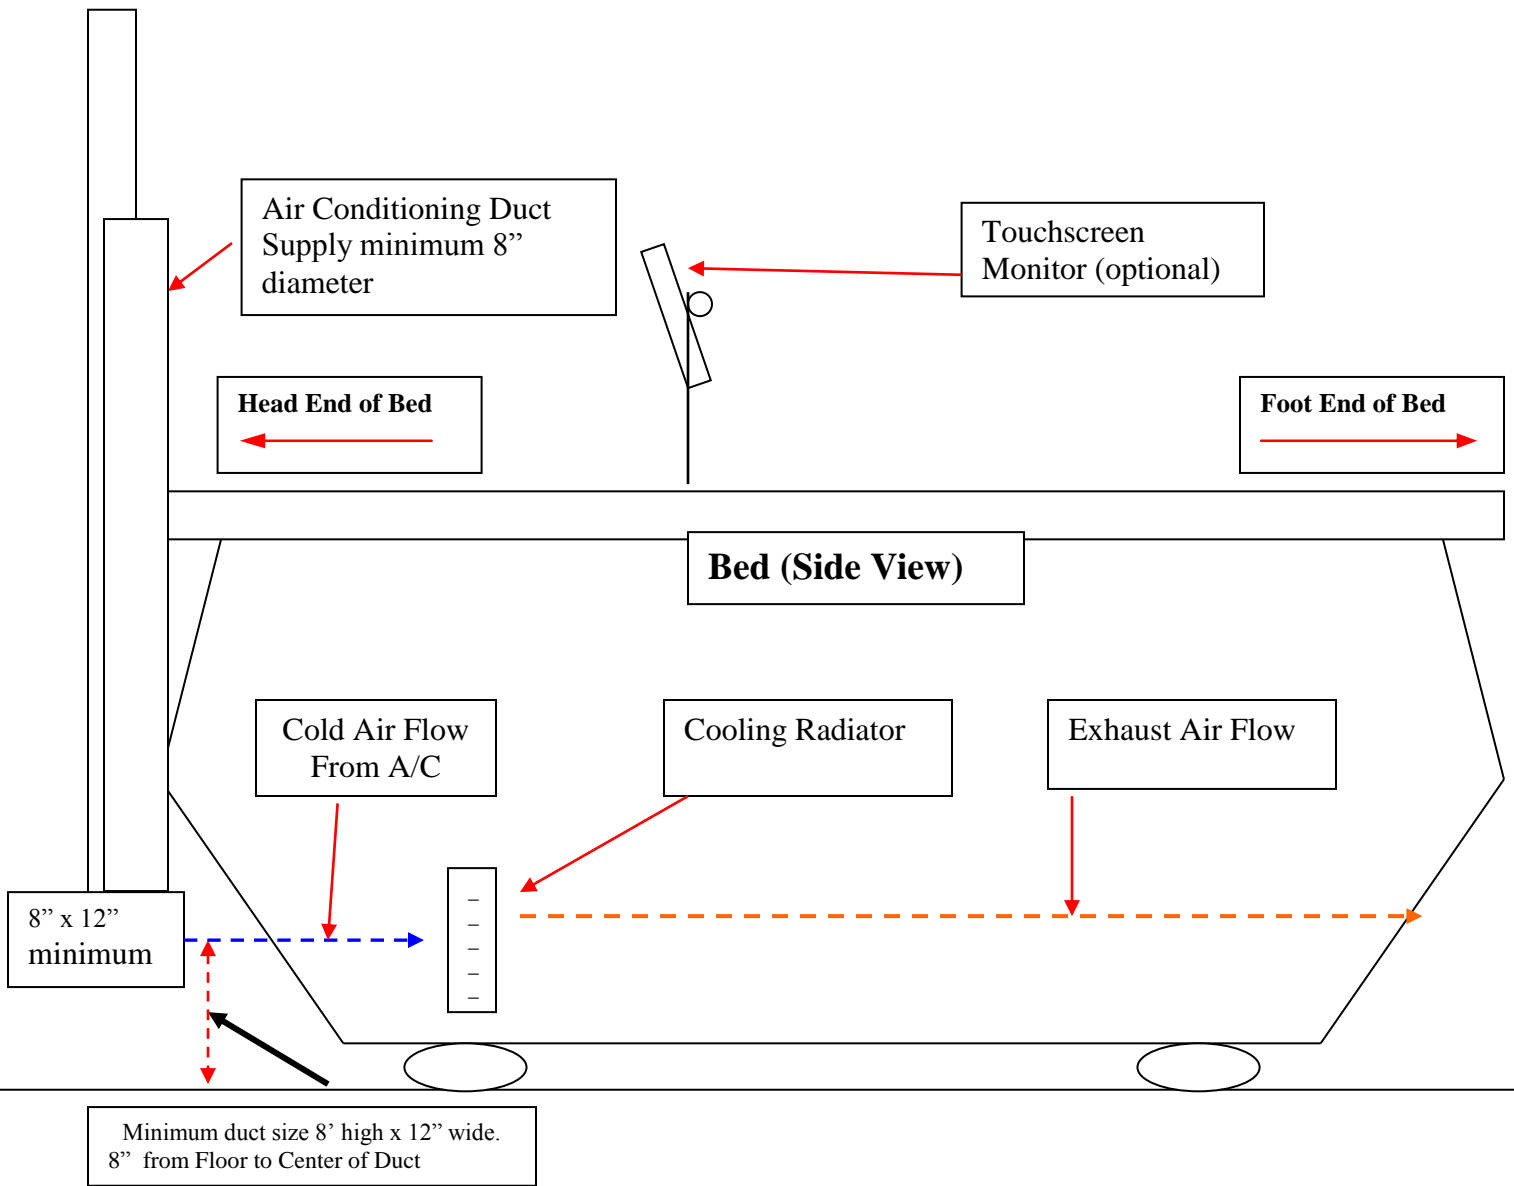 Air Conditioning Duct
Supply minimum 8”
diameter
Touchscreen
Monitor (optional)
Head End of Bed
Foot End of Bed
Bed (Side View)
Cold Air Flow
From A/C
Cooling Radiator
Exhaust Air Flow
8” x 12”
minimum
Minimum duct size 8’ high x 12” wide.
8”  from Floor to Center of Duct